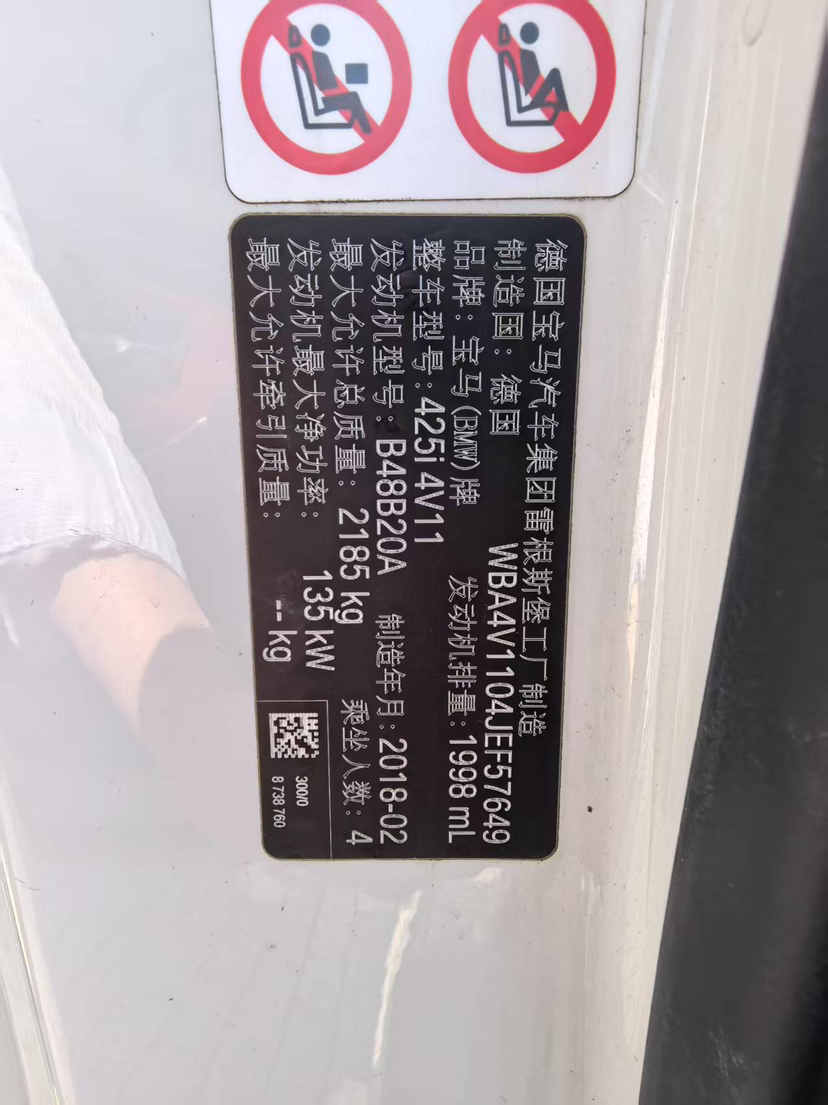 德国宝马汽车集团雷根斯堡工厂制造
制造国：德国 WBA4V1104JEF57649
品牌：宝马(BMW)牌 发动机排量：1998 mL
整车型号：425i 4V11
发动机型号：B48B20A 制造年月：2018-02
最大允许总质量：2185 kg 乘坐人数：4
发动机最大净功率：135 kW
最大允许牵引质量：-- kg
300/0
8 738 760